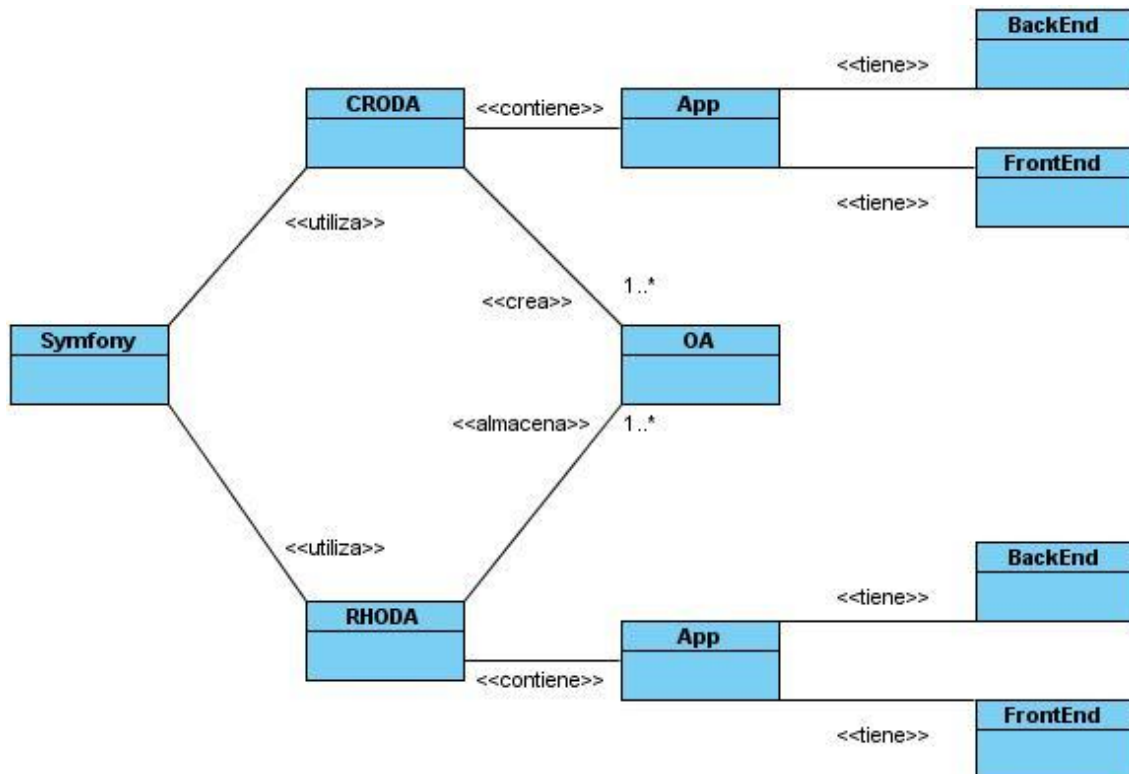 BackEnd
<<tiene>>
CRODA
<<contiene>>
App
FrontEnd
<<tiene>>
<<utiliza>>
<<crea>>
1..*
Symfony
OA
<<almacena>>
1..*
<<utiliza>>
BackEnd
<<tiene>>
RHODA
<<contiene>>
App
FrontEnd
<<tiene>>